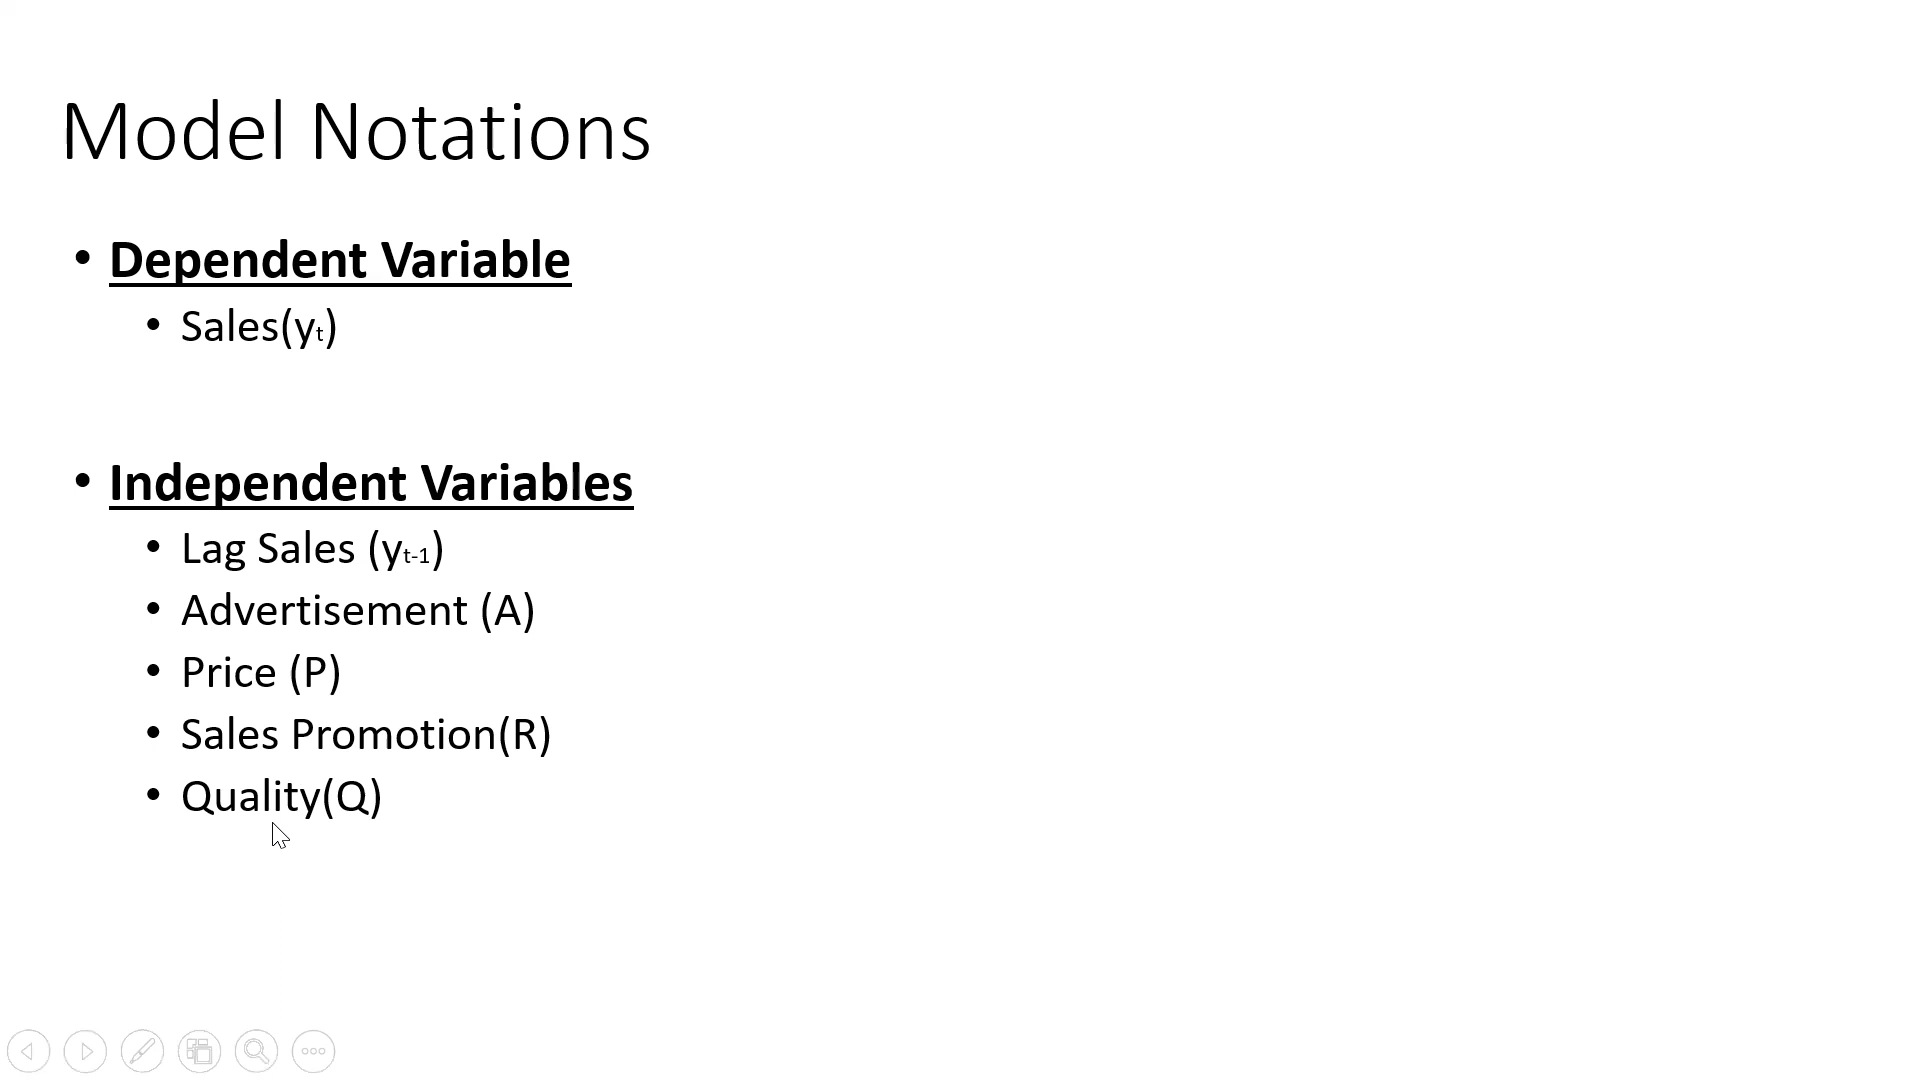 Model Notations
• Dependent Variable
• Sales(yₜ)
• Independent Variables
• Lag Sales (yₜ₋₁)
• Advertisement (A)
• Price (P)
• Sales Promotion(R)
• Quality(Q)